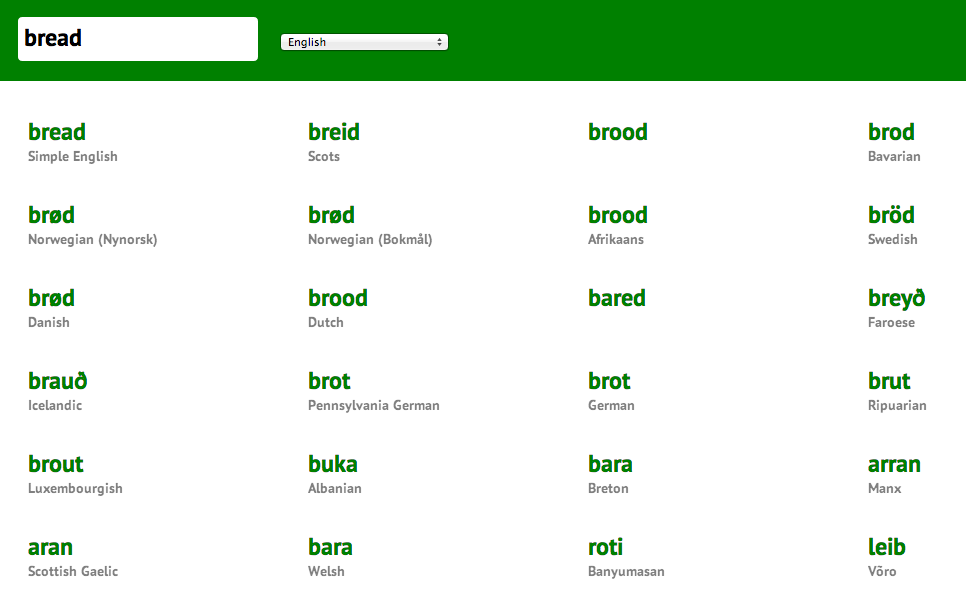 bread English
bread breid brood brod
Simple English Scots Bavarian
brød brød brood bröd
Norwegian (Nynorsk) Norwegian (Bokmål) Afrikaans Swedish
brød brood bared breyð
Danish Dutch Faroese
brauð brot brot brut
Icelandic Pennsylvania German German Ripuarian
brout buka bara arran
Luxembourgish Albanian Breton Manx
aran bara roti leib
Scottish Gaelic Welsh Banyumasan Võro